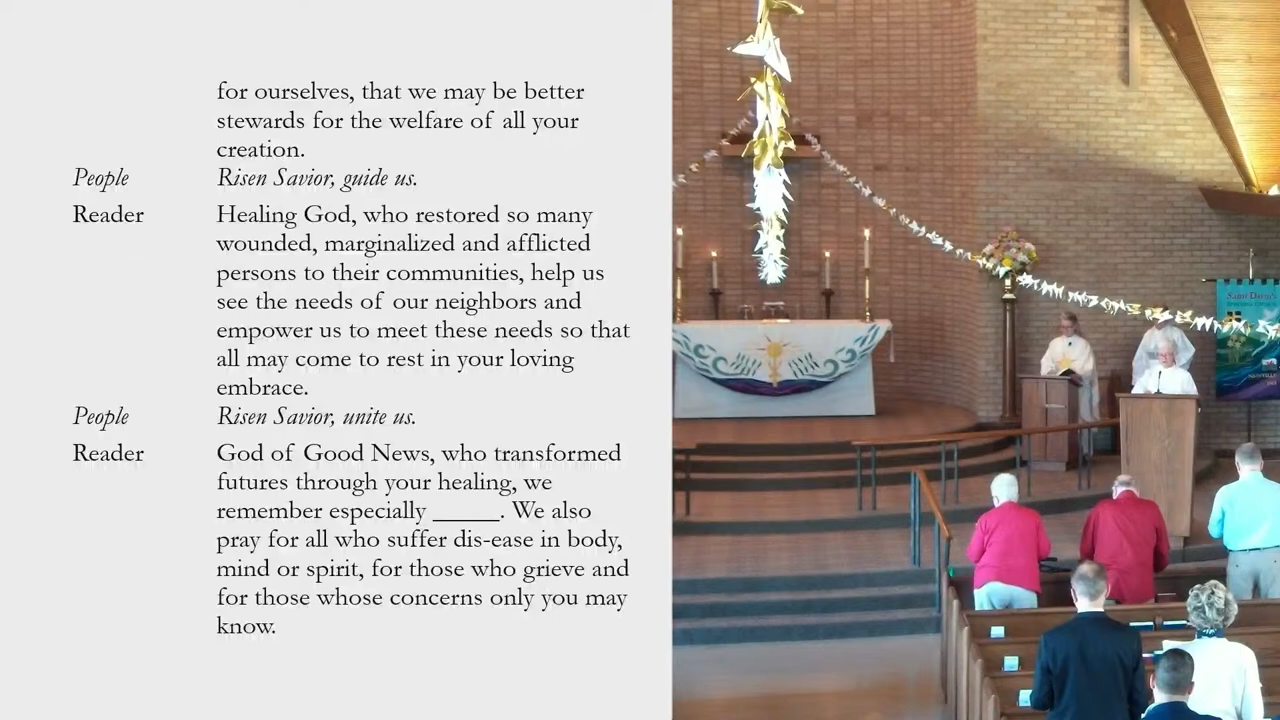 for ourselves, that we may be better
stewards for the welfare of all your
creation.
People Risen Savior, guide us.
Reader Healing God, who restored so many
wounded, marginalized and afflicted
persons to their communities, help us
see the needs of our neighbors and
empower us to meet these needs so that
all may come to rest in your loving
embrace.
People Risen Savior, unite us.
Reader God of Good News, who transformed
futures through your healing, we
remember especially _____. We also
pray for all who suffer dis-ease in body,
mind or spirit, for those who grieve and
for those whose concerns only you may
know.
Saint David's